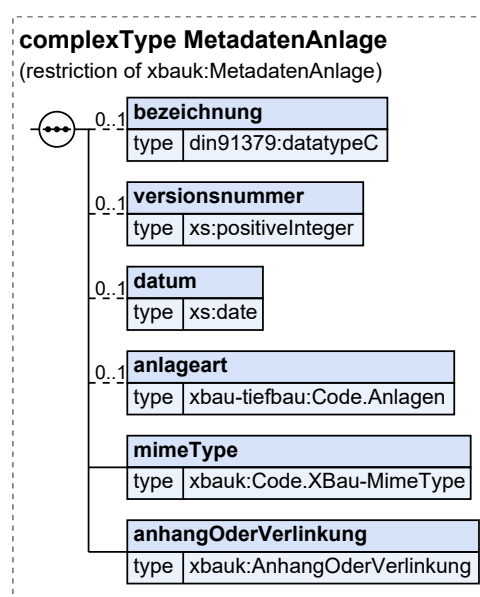 complexType MetadatenAnlage
(restriction of xbauk:MetadatenAnlage)
0..1 bezeichnung
type din91379:datatypeC
0..1 versionsnummer
type xs:positiveInteger
0..1 datum
type xs:date
0..1 anlageart
type xbau-tiefbau:Code.Anlagen
mimeType
type xbauk:Code.XBau-MimeType
anhangOderVerlinkung
type xbauk:AnhangOderVerlinkung